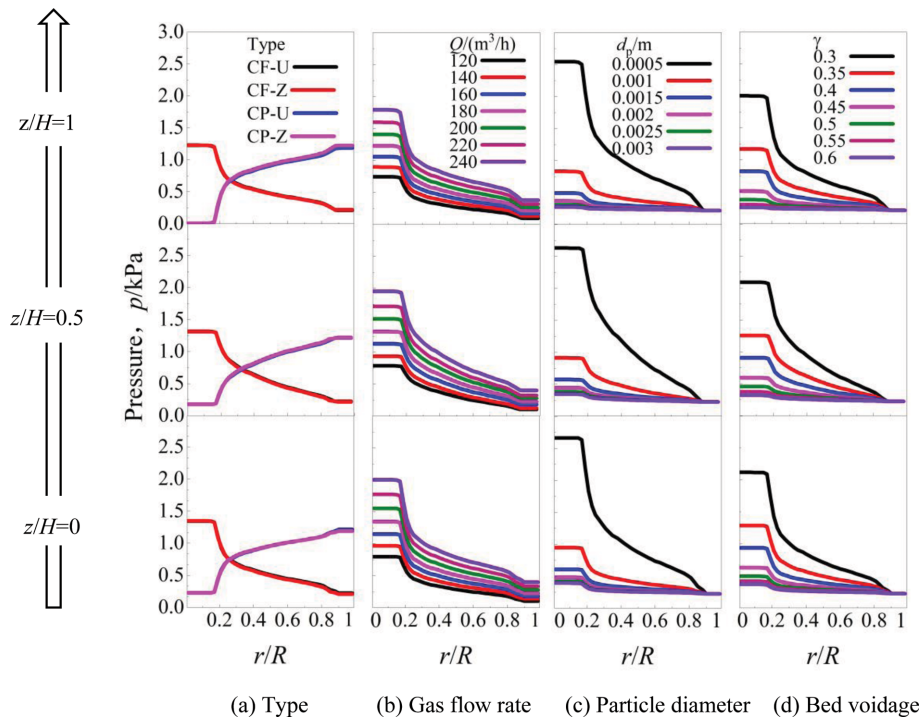 z/H=1
z/H=0.5
z/H=0
Pressure, p/kPa
3.0
2.5
2.0
1.5
1.0
0.5
0.0
2.5
2.0
1.5
1.0
0.5
0.0
2.5
2.0
1.5
1.0
0.5
0.0
Type
CF-U
CF-Z
CP-U
CP-Z
Q/(m³/h)
120
140
160
180
200
220
240
dp/m
0.0005
0.001
0.0015
0.002
0.0025
0.003
γ
0.3
0.35
0.4
0.45
0.5
0.55
0.6
0.2 0.4 0.6 0.8 1
0 0.2 0.4 0.6 0.8 1
0 0.2 0.4 0.6 0.8 1
0 0.2 0.4 0.6 0.8 1
r/R r/R r/R r/R
(a) Type (b) Gas flow rate (c) Particle diameter (d) Bed voidage